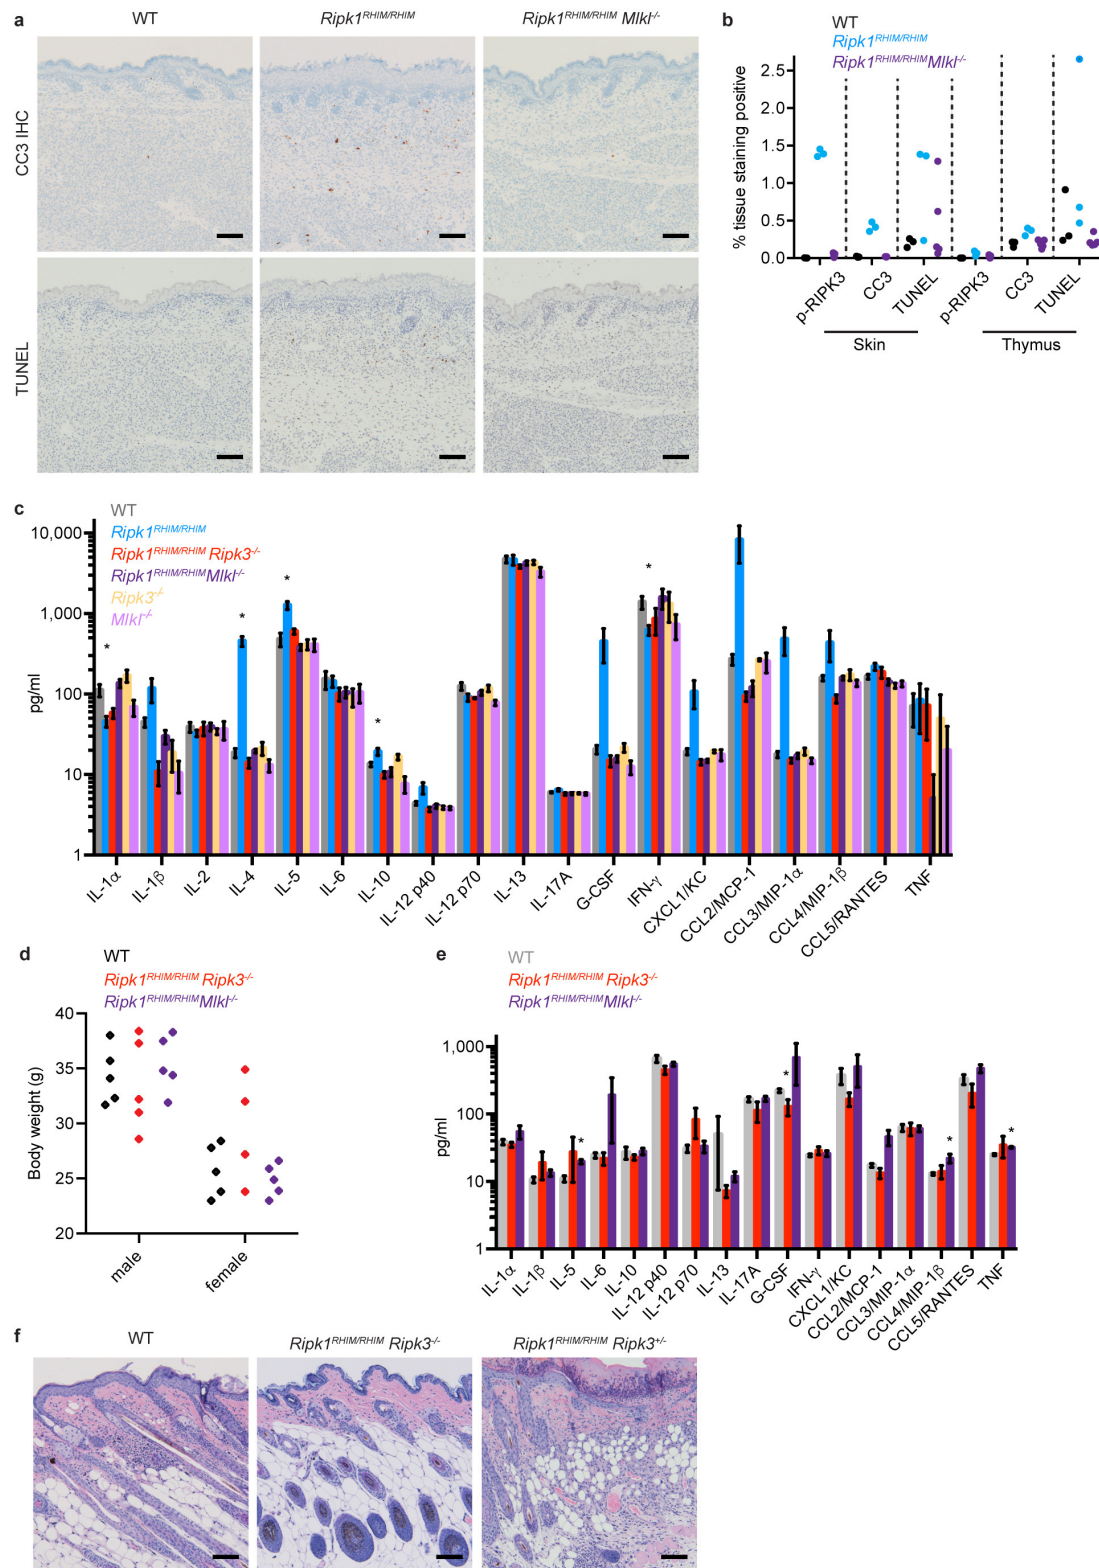 a
WT
Ripk1RHIM/RHIM
Ripk1RHIM/RHIM Mlkl-/-
CC3 IHC
TUNEL
b
WT
Ripk1RHIM/RHIM
Ripk1RHIM/RHIMMlkl-/-
% tissue staining positive
2.5
2.0
1.5
1.0
0.5
0.0
p-RIPK3
CC3
TUNEL
p-RIPK3
CC3
TUNEL
Skin
Thymus
c
WT
Ripk1RHIM/RHIM
Ripk1RHIM/RHIM Ripk3-/-
Ripk1RHIM/RHIMMlkl-/-
Ripk3-/-
Mlkl-/-
pg/ml
10,000
1,000
100
10
1
*
*
*
*
*
IL-1α
IL-1β
IL-2
IL-4
IL-5
IL-6
IL-10
IL-12 p40
IL-12 p70
IL-13
IL-17A
G-CSF
IFN-γ
CXCL1/KC
CCL2/MCP-1
CCL3/MIP-1α
CCL4/MIP-1β
CCL5/RANTES
TNF
d
WT
Ripk1RHIM/RHIM Ripk3-/-
Ripk1RHIM/RHIMMlkl-/-
Body weight (g)
40
35
30
25
20
male
female
e
WT
Ripk1RHIM/RHIM Ripk3-/-
Ripk1RHIM/RHIMMlkl-/-
pg/ml
1,000
100
10
1
*
*
*
*
IL-1α
IL-1β
IL-5
IL-6
IL-10
IL-12 p40
IL-12 p70
IL-13
IL-17A
G-CSF
IFN-γ
CXCL1/KC
CCL2/MCP-1
CCL3/MIP-1α
CCL4/MIP-1β
CCL5/RANTES
TNF
f
WT
Ripk1RHIM/RHIM Ripk3-/-
Ripk1RHIM/RHIM Ripk3+/-